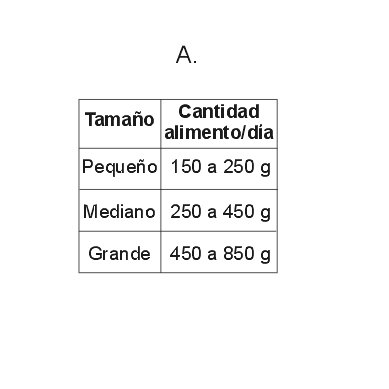 A.
Tamaño
Cantidad
alimento/día
Pequeño 150 a 250 g
Mediano 250 a 450 g
Grande 450 a 850 g